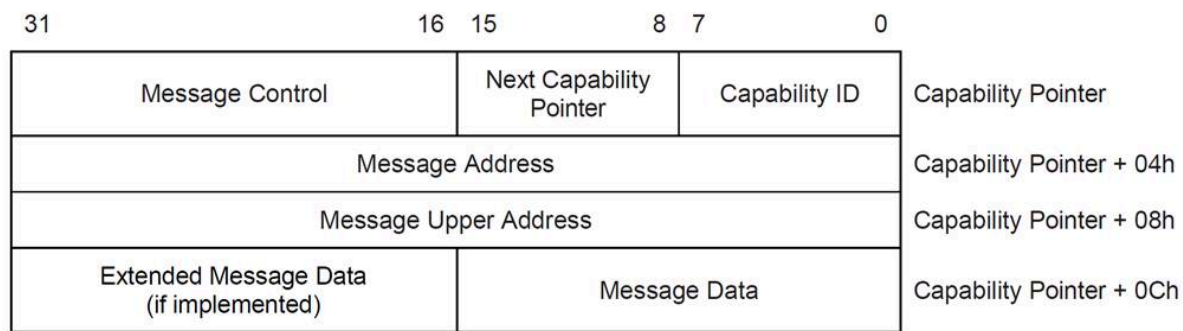 31 16 15 8 7 0
Message Control
Next Capability
Pointer
Capability ID
Capability Pointer
Message Address
Capability Pointer + 04h
Message Upper Address
Capability Pointer + 08h
Extended Message Data
(if implemented)
Message Data
Capability Pointer + 0Ch